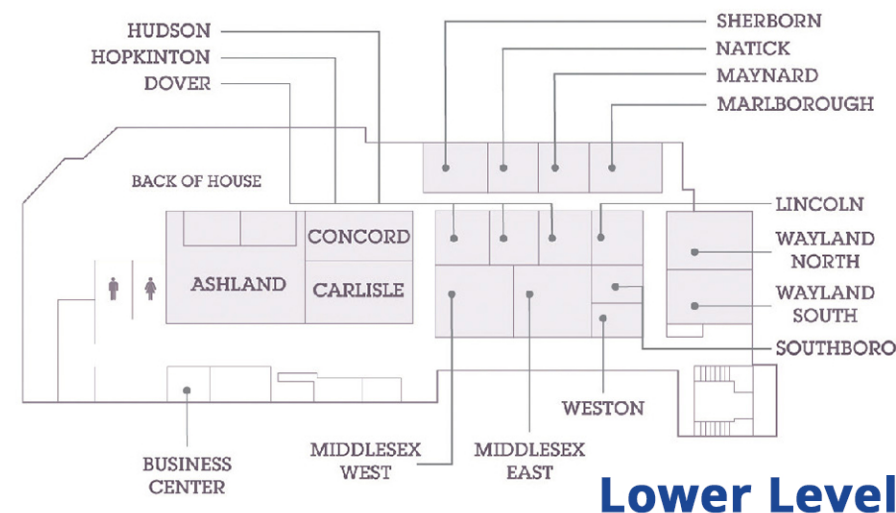 HUDSON
HOPKINTON
DOVER
SHERBORN
NATICK
MAYNARD
MARLBOROUGH
BACK OF HOUSE
CONCORD
ASHLAND
CARLISLE
LINCOLN
WAYLAND
NORTH
WAYLAND
SOUTH
SOUTHBORO
WESTON
MIDDLESEX
WEST
MIDDLESEX
EAST
BUSINESS
CENTER
Lower Level